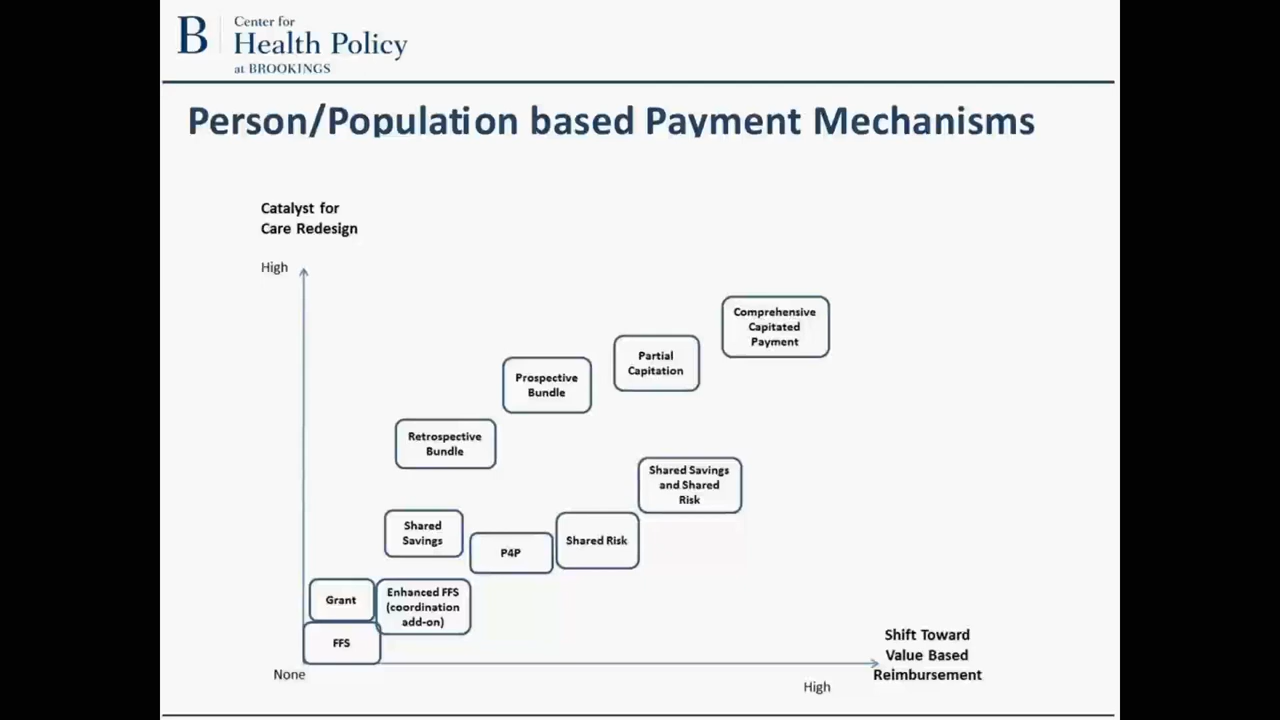 B
Center for
Health Policy
at BROOKINGS
Person/Population based Payment Mechanisms
Catalyst for
Care Redesign
High
Comprehensive
Capitated
Payment
Partial
Capitation
Prospective
Bundle
Retrospective
Bundle
Shared Savings
and Shared
Risk
Shared
Savings
P4P
Shared Risk
Grant
Enhanced FFS
(coordination
add-on)
FFS
Shift Toward
Value Based
Reimbursement
None
High